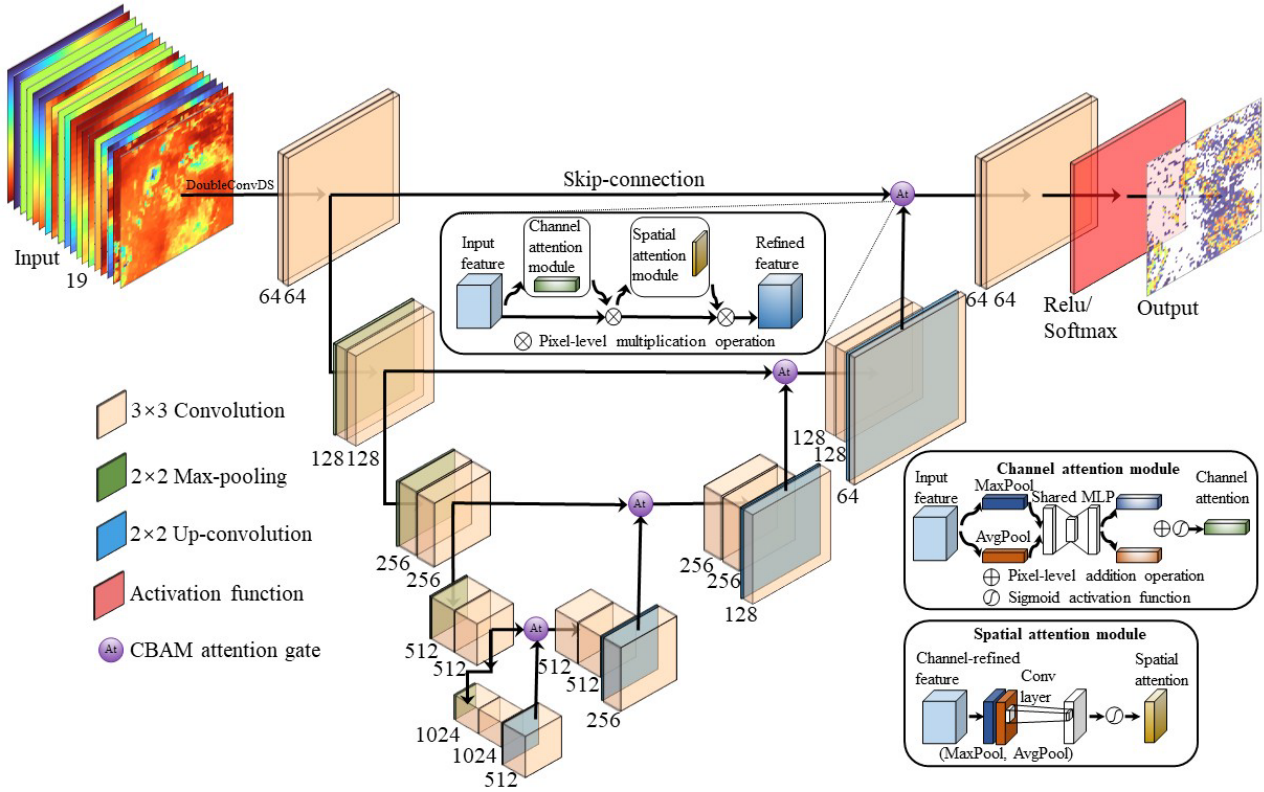 DoubleConvDS
Input
19
64 64
Skip-connection
At
64 64
Relu/
Softmax
Output
Input
feature
Channel
attention
module
Spatial
attention
module
Refined
feature
Pixel-level multiplication operation
128 128
At
128
128
64
3×3 Convolution
2×2 Max-pooling
2×2 Up-convolution
Activation function
At CBAM attention gate
256
256
At
256
256
128
512
512
At
512
512
256
1024
1024
512
Channel attention module
Input
feature
MaxPool
Shared MLP
Channel
attention
AvgPool
Pixel-level addition operation
Sigmoid activation function
Spatial attention module
Channel-refined
feature
Conv
layer
Spatial
attention
(MaxPool, AvgPool)